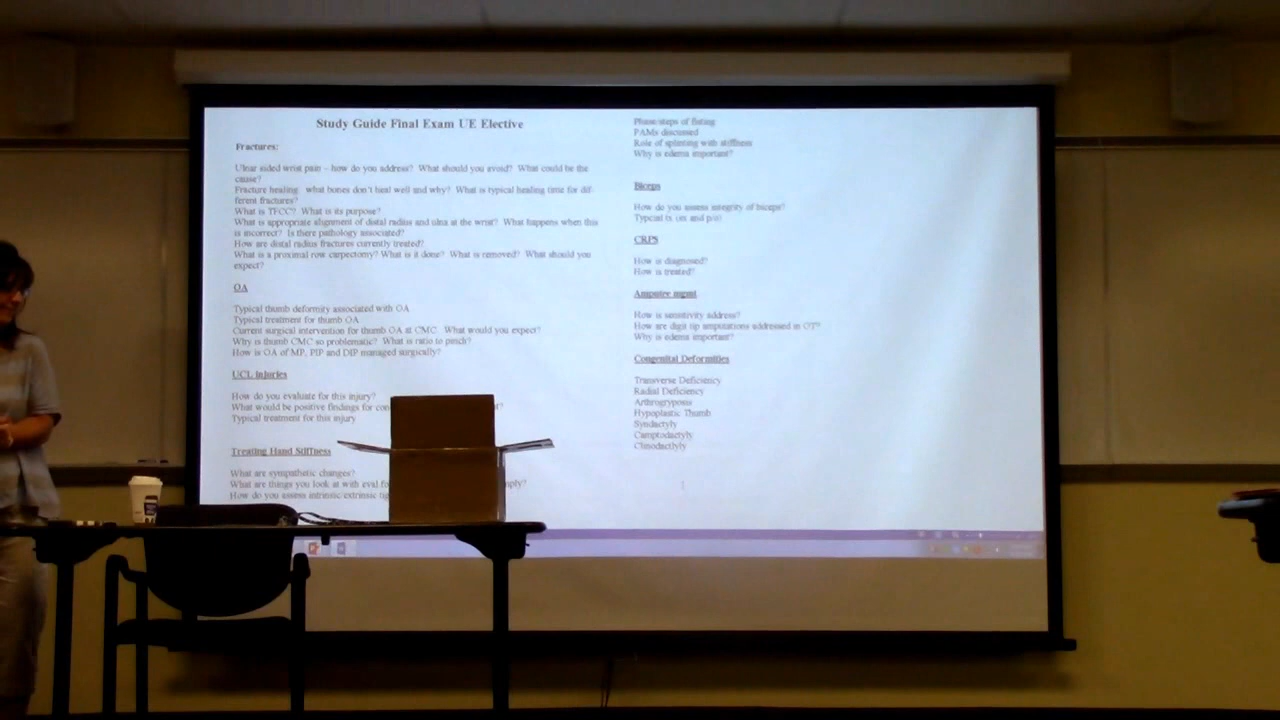 Study Guide Final Exam UE Elective
Fractures:
Ulnar sided wrist pain – how do you address? What should you avoid? What could be the
cause?
Fracture healing what bones don't heal well and why? What is typical healing time for dif-
ferent fractures?
What is TFCC? What is its purpose?
What is appropriate alignment of distal radius and ulna at the wrist? What happens when this
is incorrect? Is there pathology associated?
How are distal radius fractures currently treated?
What is a proximal row carpectomy? What is it done? What is removed? What should you
expect?
OA
Typical thumb deformity associated with OA
Typical treatment for thumb OA
Current surgical intervention for thumb OA at CMC. What would you expect?
Why is thumb CMC so problematic? What is ratio to pinch?
How is OA of MP, PIP and DIP managed surgically?
UCL Injuries
How do you evaluate for this injury?
What would be positive findings for
Typical treatment for this injury
Treating Hand Stiffness
What are sympathetic changes?
What are things you look at with eval
How do you assess intrinsic extrinsic
Phase/steps of fisting
PAMs discussed
Role of splinting with stiffness
Why is edema important?
Biceps
How do you assess integrity of biceps?
CRPS
How is diagnosed?
How is treated?
Amputee mgmt
How is sensitivity address?
How are digit tip amputations addressed in OT?
Why is edema important?
Congenital Deformities
Transverse Deficiency
Radial Deficiency
Arthrogryposis
Hypoplastic Thumb
Syndactyly
Camptodactyly
Clinodactlyly